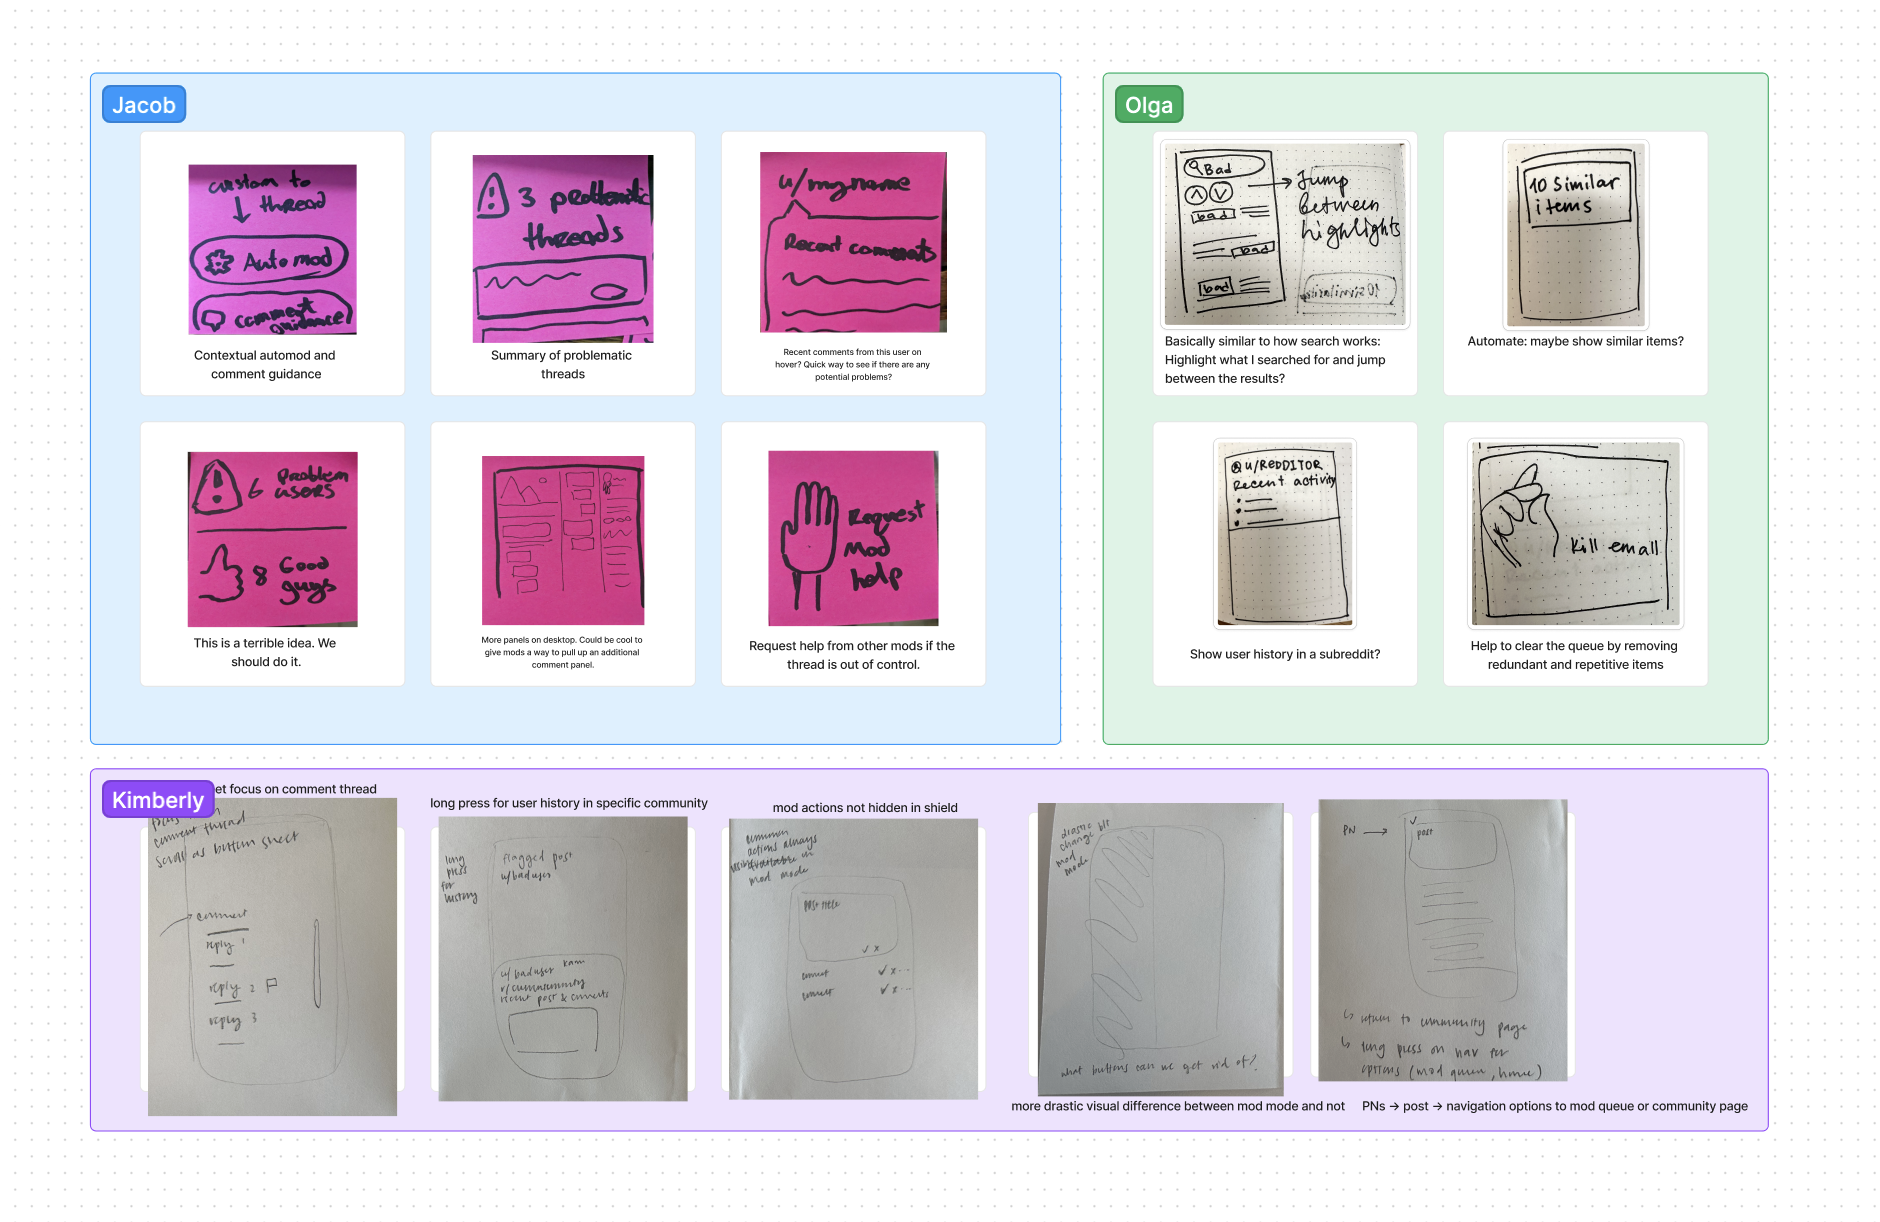 Jacob
custom to
thread
Auto mod
comment
guidance
Contextual automod and
comment guidance
3 problematic
threads
Summary of problematic
threads
u/myname
Recent comments
Recent comments from this user on
hover? Quick way to see if there are any
potential problems?
6 Problem
users
8 Good
guys
This is a terrible idea. We
should do it.
More panels on desktop. Could be cool to
give mods a way to pull up an additional
comment panel.
Request
Mod
help
Request help from other mods if the
thread is out of control.
Olga
Bad
bad
bad
bad
Jump
between
highlights
Basically similar to how search works:
Highlight what I searched for and jump
between the results?
10 similar
items
Automate: maybe show similar items?
u/REDDITOR
Recent activity
Show user history in a subreddit?
Kill em all
Help to clear the queue by removing
redundant and repetitive items
Kimberly
et focus on comment thread
comment thread
scroll as button sheet
comment
reply 1
reply 2
reply 3
long press for user history in specific community
long
press
for
history
flagged post
u/baduser
u/baduser
recent post & comments
mod actions not hidden in shield
common
actions always
mod mode
post title
comment
comment
drastic
change bt
mod
mode
what buttons can we get rid of?
more drastic visual difference between mod mode and not
PN →
post
return to community page
long press on nav for
options (mod queue, home)
PNs → post → navigation options to mod queue or community page